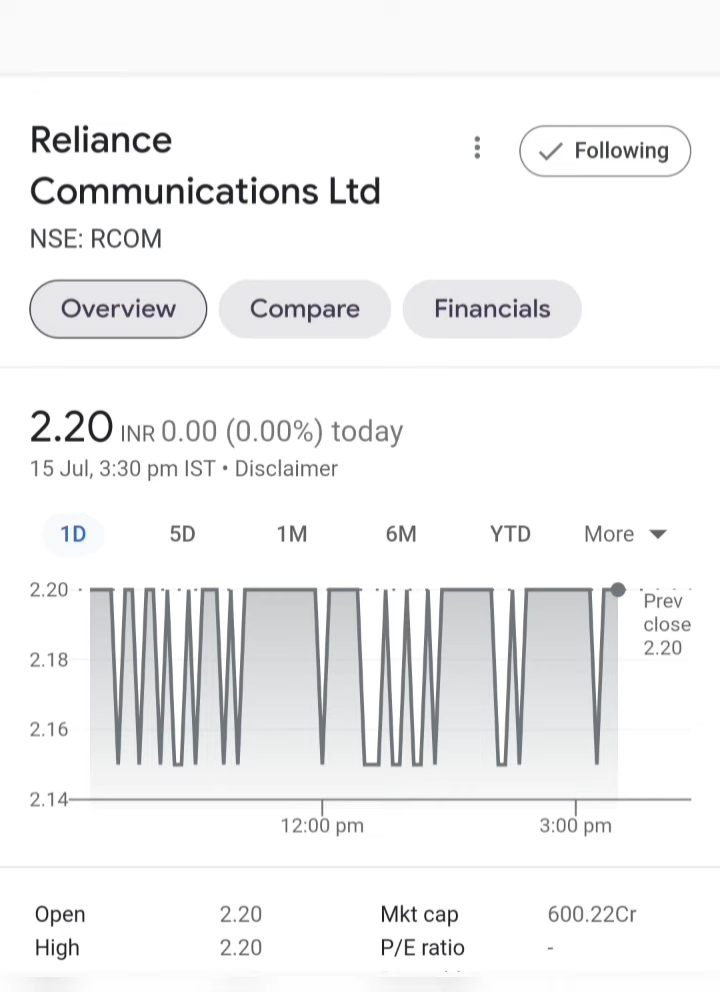 Reliance
Communications Ltd
Following
NSE: RCOM
Overview
Compare
Financials
2.20 INR 0.00 (0.00%) today
15 Jul, 3:30 pm IST • Disclaimer
1D 5D 1M 6M YTD More
2.20
Prev
close
2.20
2.18
2.16
2.14
12:00 pm 3:00 pm
Open 2.20 Mkt cap 600.22Cr
High 2.20 P/E ratio -